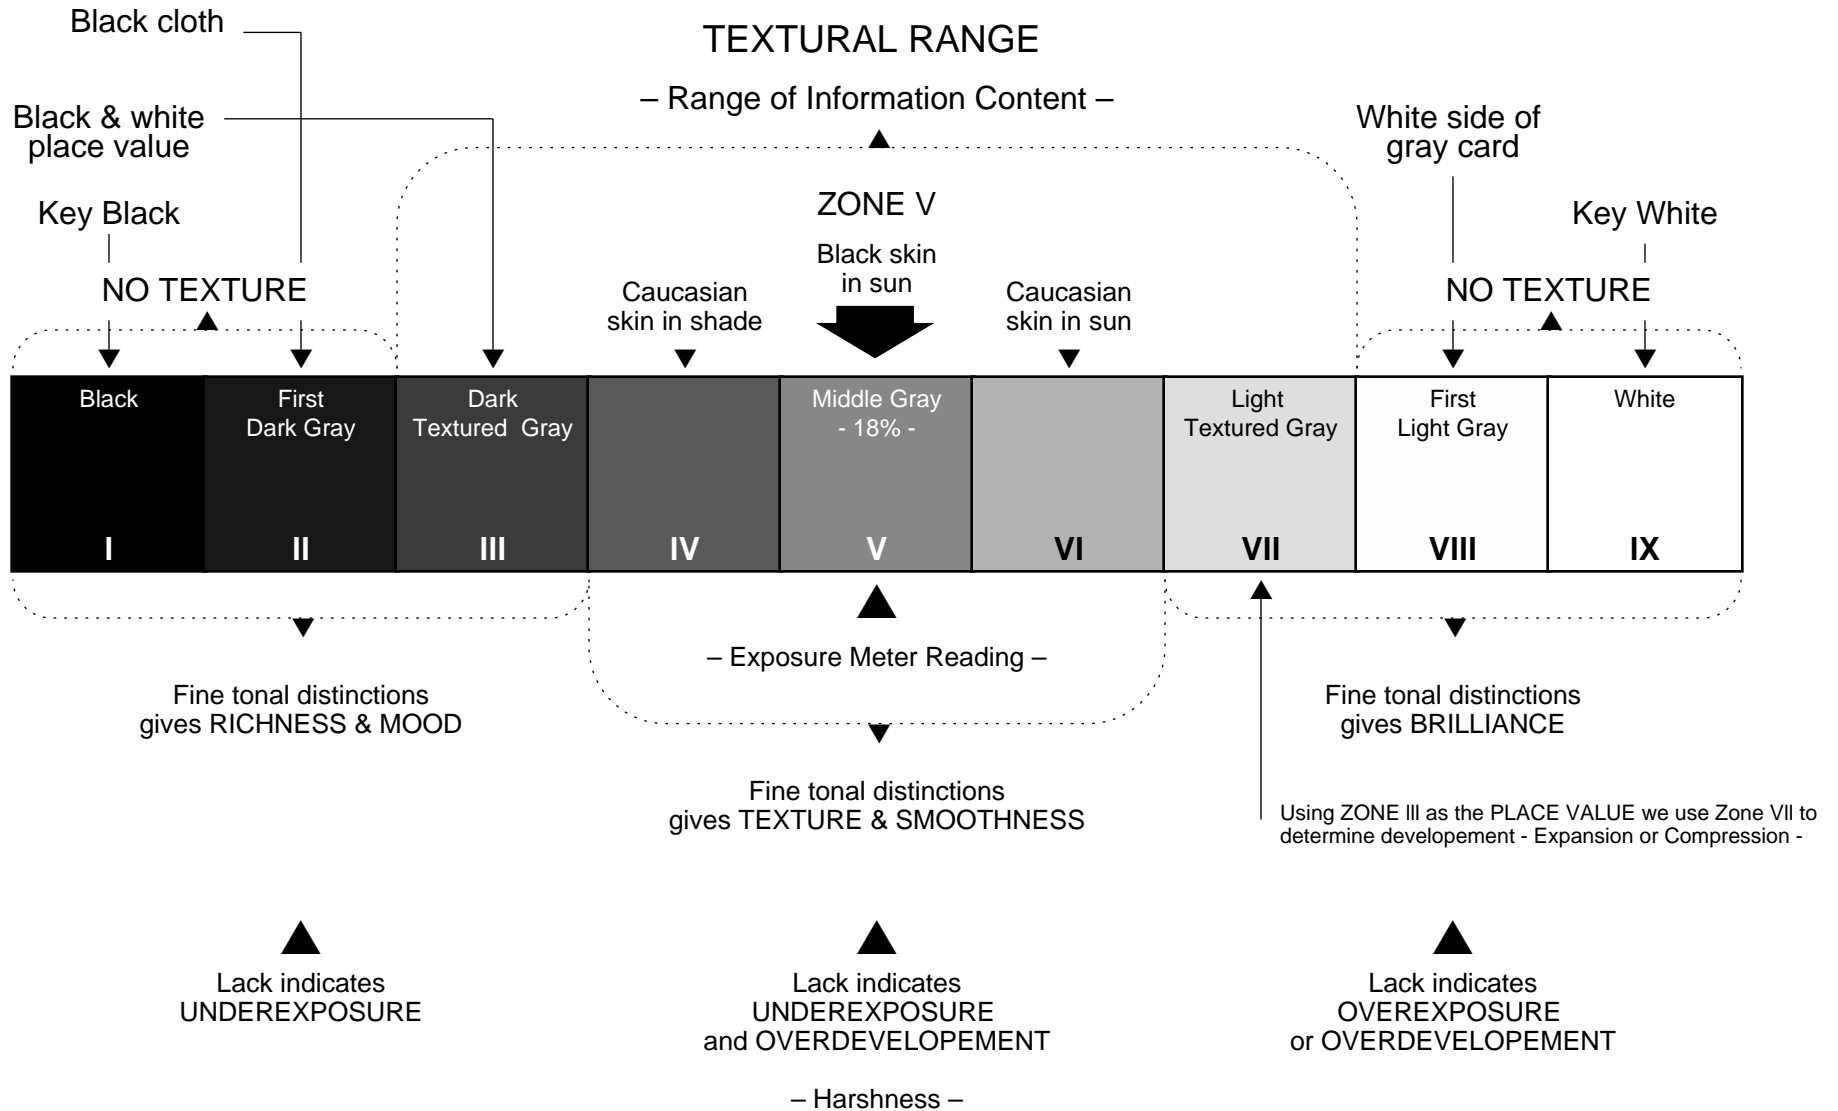 Black cloth
TEXTURAL RANGE
– Range of Information Content –
Black & white
place value
White side of
gray card
Key Black
ZONE V
Key White
Black skin
in sun
NO TEXTURE
Caucasian
skin in shade
Caucasian
skin in sun
NO TEXTURE
Black
First
Dark Gray
Dark
Textured Gray
Middle Gray
- 18% -
Light
Textured Gray
First
Light Gray
White
I
II
III
IV
V
VI
VII
VIII
IX
– Exposure Meter Reading –
Fine tonal distinctions
gives RICHNESS & MOOD
Fine tonal distinctions
gives BRILLIANCE
Fine tonal distinctions
gives TEXTURE & SMOOTHNESS
Using ZONE III as the PLACE VALUE we use Zone VII to
determine developement - Expansion or Compression -
Lack indicates
UNDEREXPOSURE
Lack indicates
UNDEREXPOSURE
and OVERDEVELOPEMENT
Lack indicates
OVEREXPOSURE
or OVERDEVELOPEMENT
– Harshness –